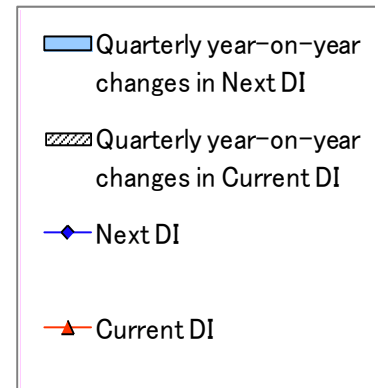 Quarterly year-on-year
changes in Next DI
Quarterly year-on-year
changes in Current DI
Next DI
Current DI